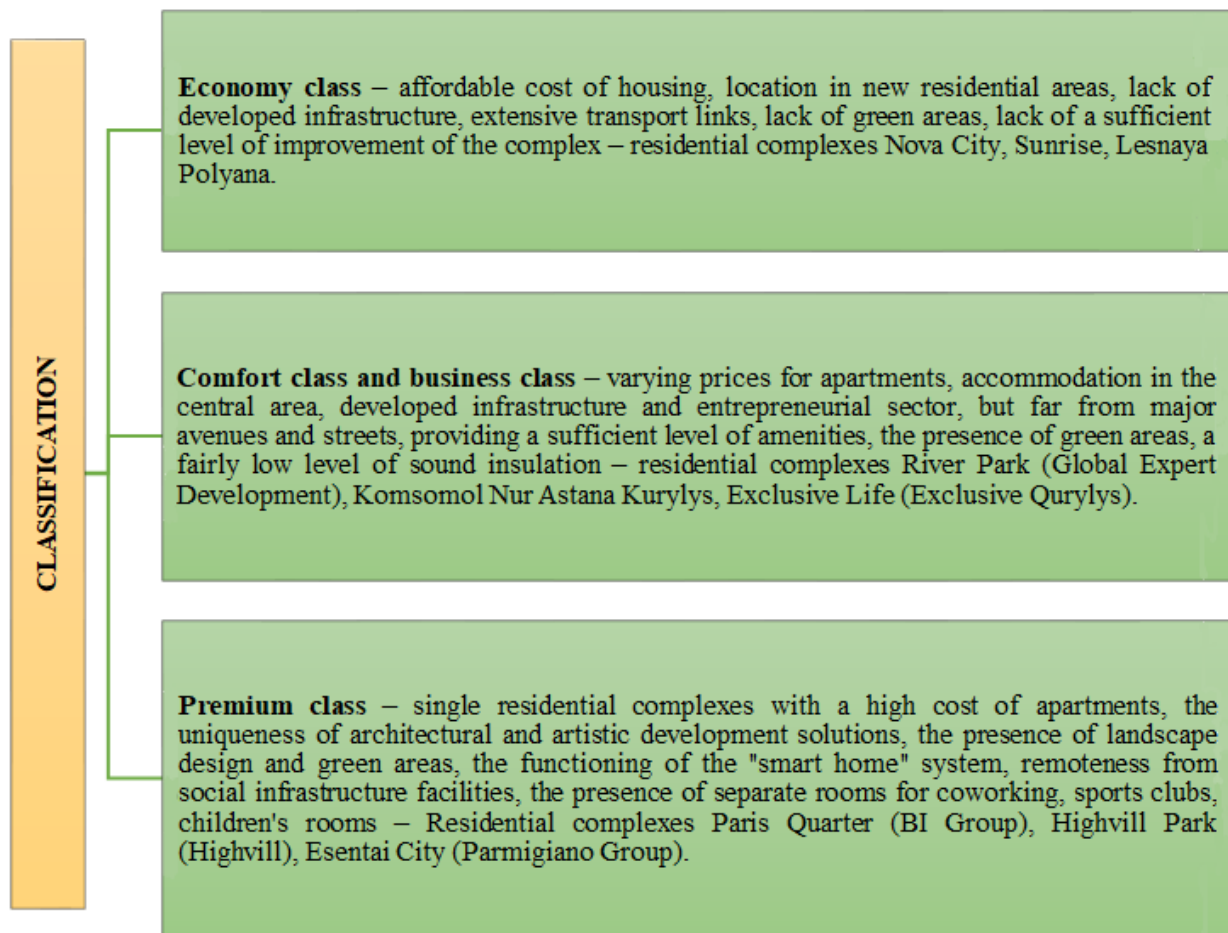 CLASSIFICATION
Economy class – affordable cost of housing, location in new residential areas, lack of
developed infrastructure, extensive transport links, lack of green areas, lack of a sufficient
level of improvement of the complex – residential complexes Nova City, Sunrise, Lesnaya
Polyana.
Comfort class and business class – varying prices for apartments, accommodation in the
central area, developed infrastructure and entrepreneurial sector, but far from major
avenues and streets, providing a sufficient level of amenities, the presence of green areas, a
fairly low level of sound insulation – residential complexes River Park (Global Expert
Development), Komsomol Nur Astana Kurylys, Exclusive Life (Exclusive Qurylys).
Premium class – single residential complexes with a high cost of apartments, the
uniqueness of architectural and artistic development solutions, the presence of landscape
design and green areas, the functioning of the "smart home" system, remoteness from
social infrastructure facilities, the presence of separate rooms for coworking, sports clubs,
children's rooms – Residential complexes Paris Quarter (BI Group), Highvill Park
(Highvill), Esentai City (Parmigiano Group).